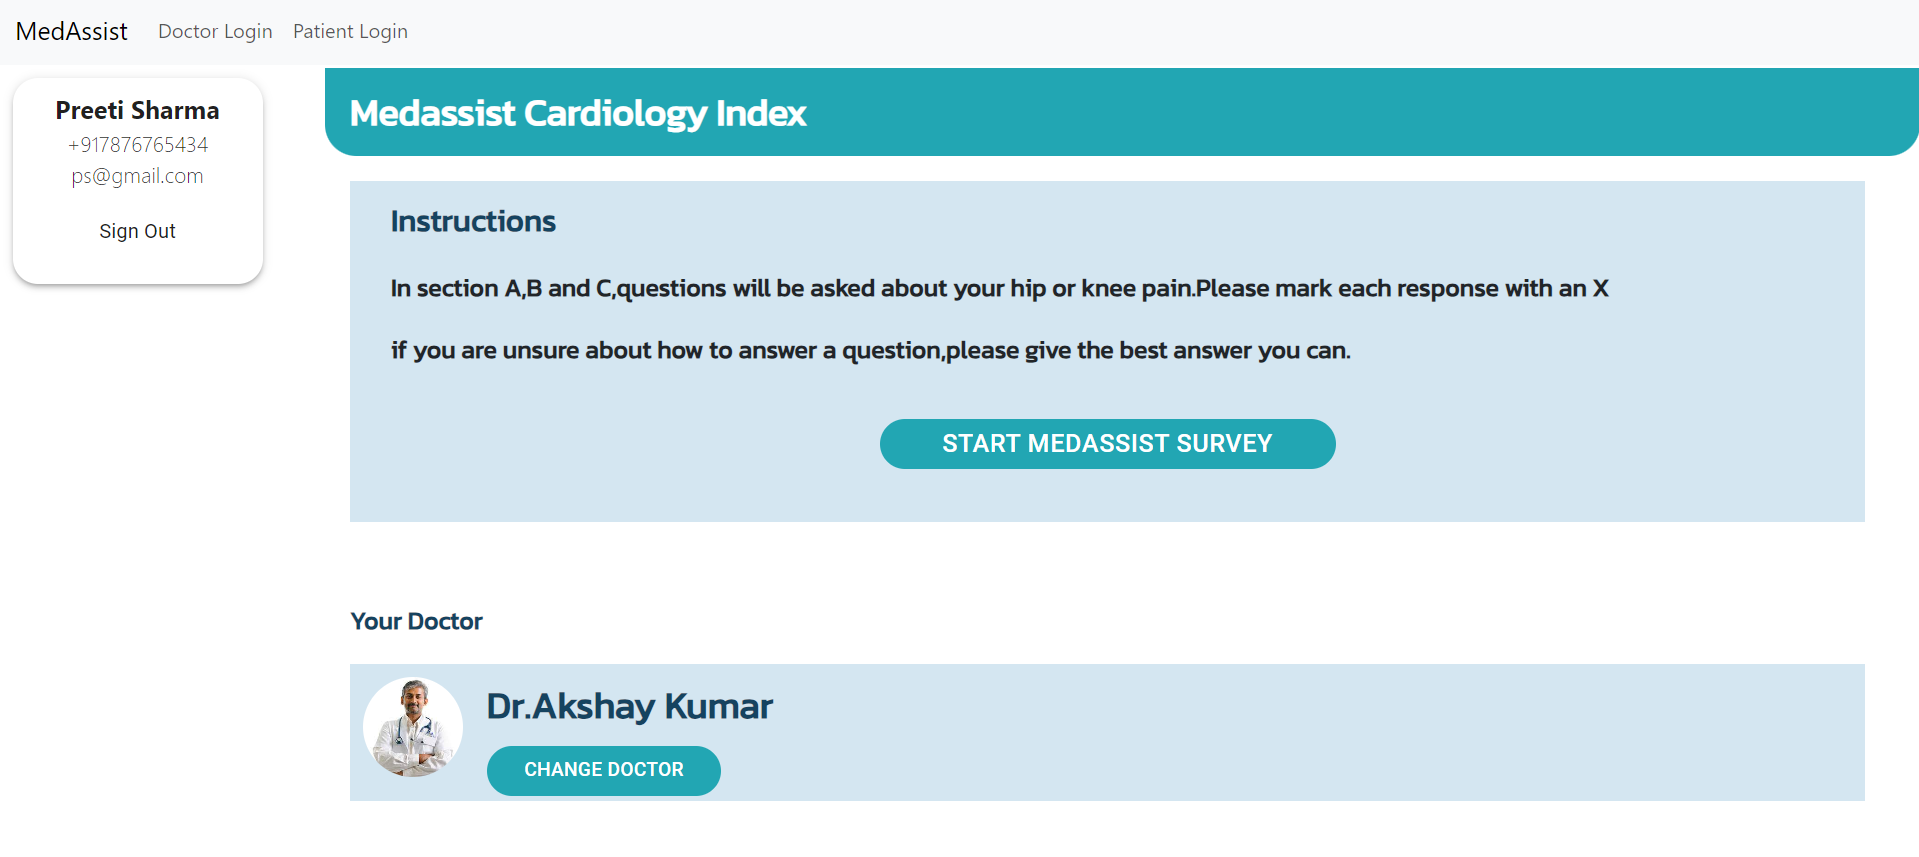 MedAssist Doctor Login Patient Login
Preeti Sharma
+917876765434
ps@gmail.com
Sign Out
Medassist Cardiology Index
Instructions
In section A,B and C,questions will be asked about your hip or knee pain.Please mark each response with an X
if you are unsure about how to answer a question,please give the best answer you can.
START MEDASSIST SURVEY
Your Doctor
Dr.Akshay Kumar
CHANGE DOCTOR